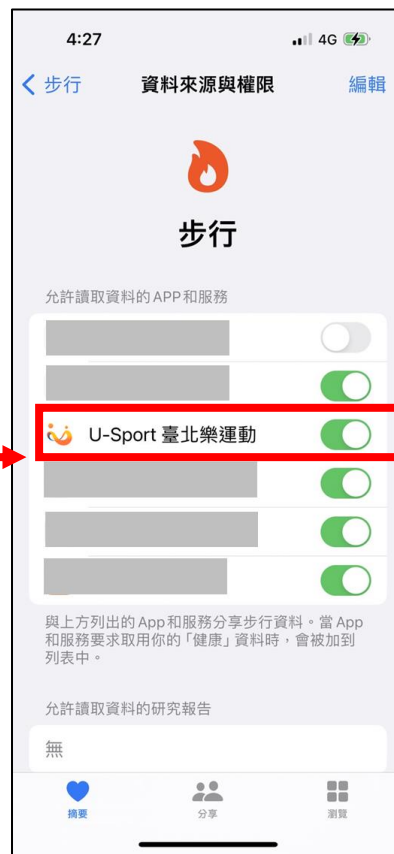 4:27
4G
步行
資料來源與權限
編輯
步行
允許讀取資料的 APP 和服務
U-Sport 臺北樂運動
與上方列出的 App 和服務分享步行資料。當 App
和服務要求取用你的「健康」資料時，會被加到
列表中。
允許讀取資料的研究報告
無
摘要
分享
瀏覽